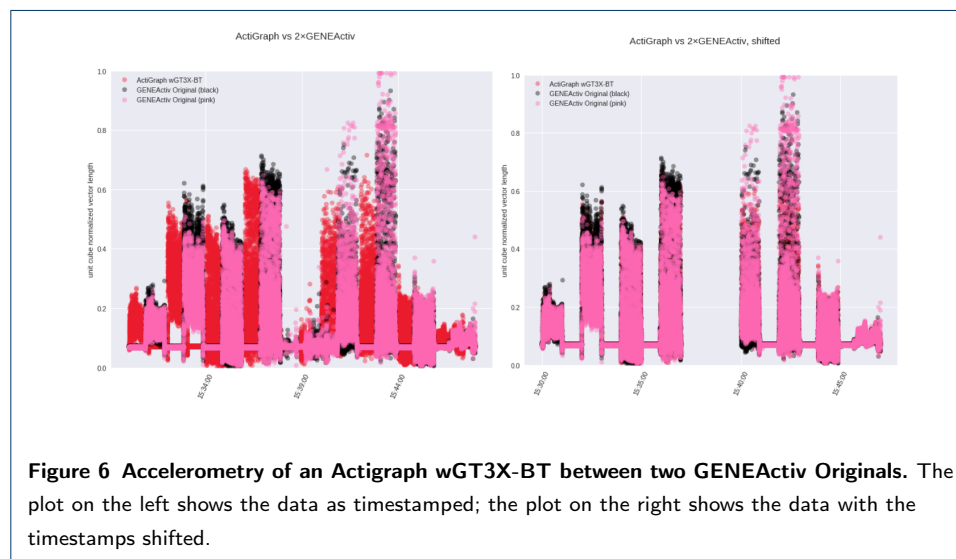 ActiGraph vs 2×GENEActiv
1.0
0.8
0.6
0.4
0.2
0.0
unit cube normalized vector length
ActiGraph wGT3X-BT
GENEActiv Original (black)
GENEActiv Original (pink)
15:34:00
15:39:00
15:44:00
ActiGraph vs 2×GENEActiv, shifted
1.0
0.8
0.6
0.4
0.2
0.0
unit cube normalized vector length
ActiGraph wGT3X-BT
GENEActiv Original (black)
GENEActiv Original (pink)
15:30:00
15:35:00
15:40:00
15:45:00
Figure 6 Accelerometry of an Actigraph wGT3X-BT between two GENEActiv Originals. The
plot on the left shows the data as timestamped; the plot on the right shows the data with the
timestamps shifted.